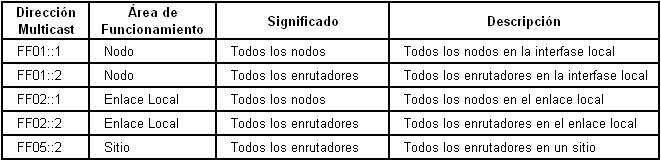 Dirección Multicast | Área de Funcionamiento | Significado | Descripción
FF01::1 | Nodo | Todos los nodos | Todos los nodos en la interfase local
FF01::2 | Nodo | Todos los enrutadores | Todos los enrutadores en la interfase local
FF02::1 | Enlace Local | Todos los nodos | Todos los nodos en el enlace local
FF02::2 | Enlace Local | Todos los enrutadores | Todos los enrutadores en el enlace local
FF05::2 | Sitio | Todos los enrutadores | Todos los enrutadores en un sitio